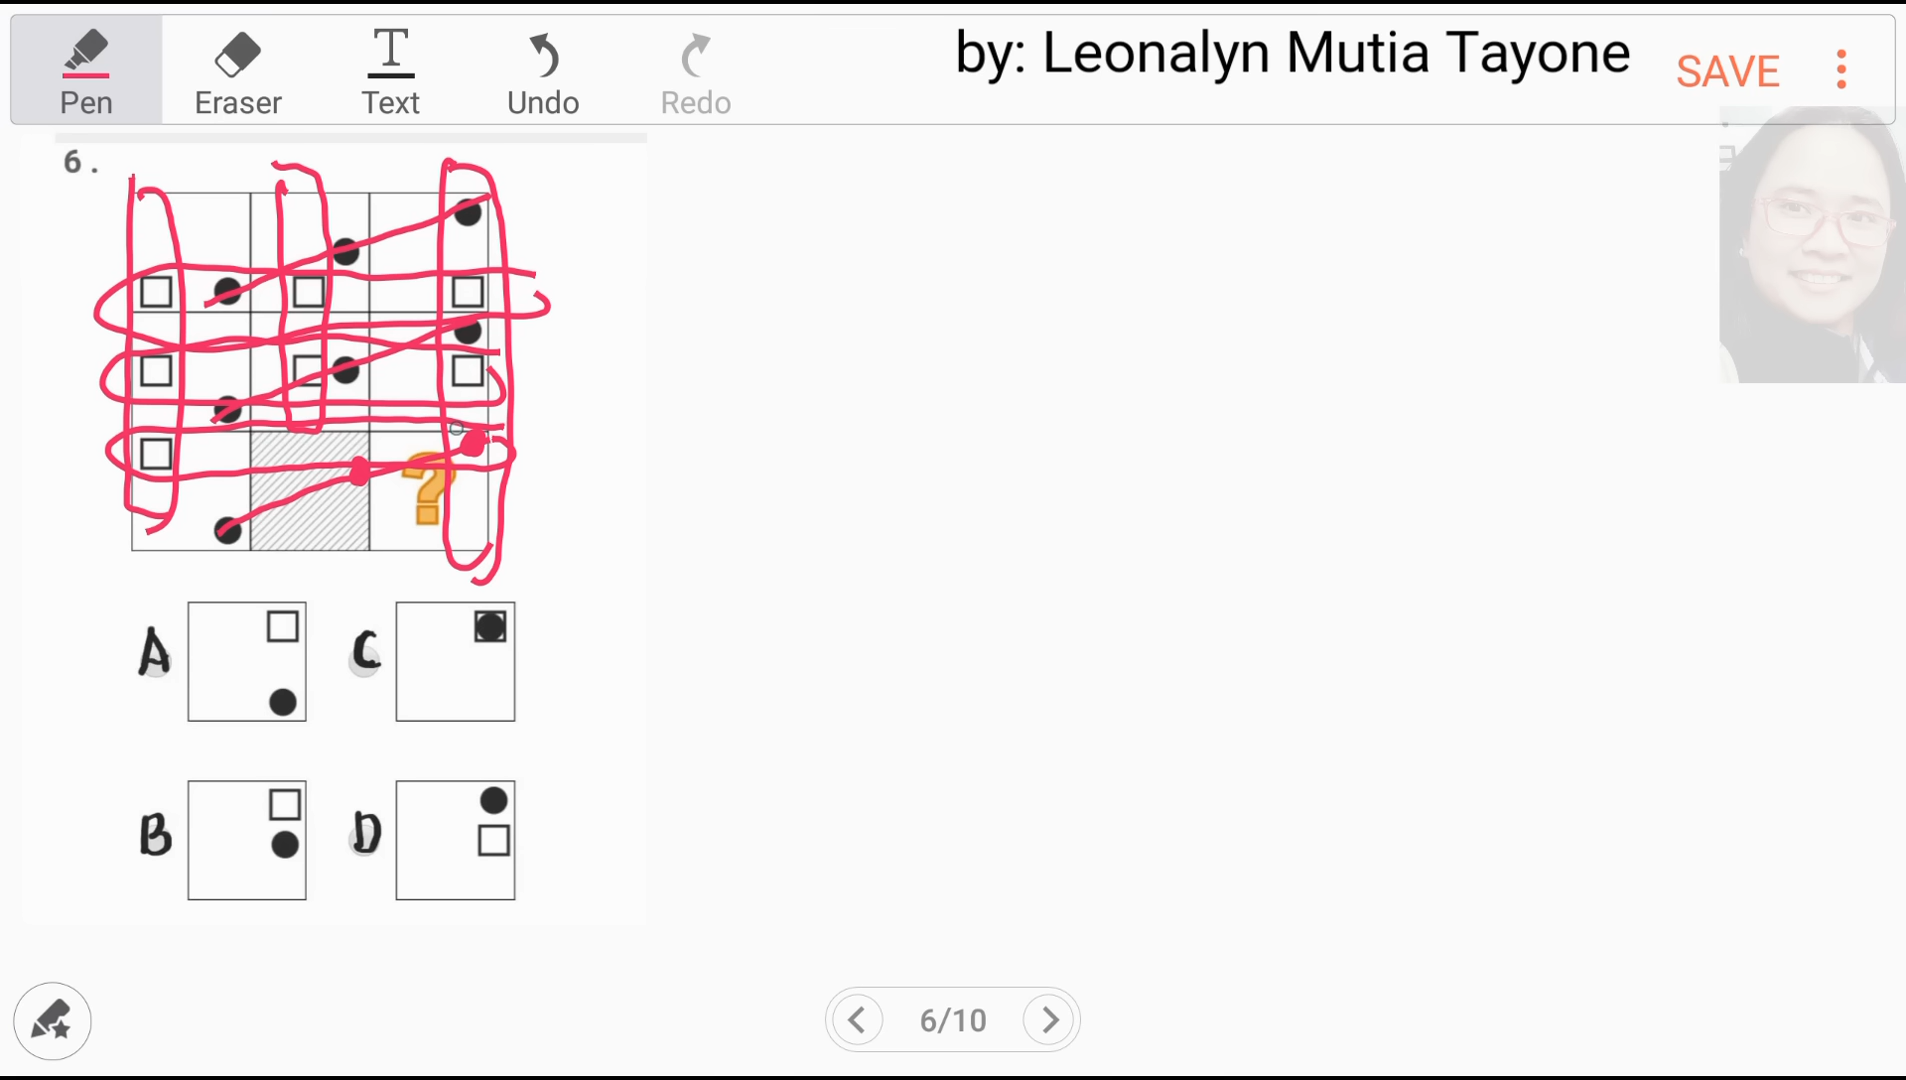 by: Leonalyn Mutia Tayone
SAVE
Pen
Eraser
Text
Undo
Redo
6 .
?
A
C
B
D
6/10